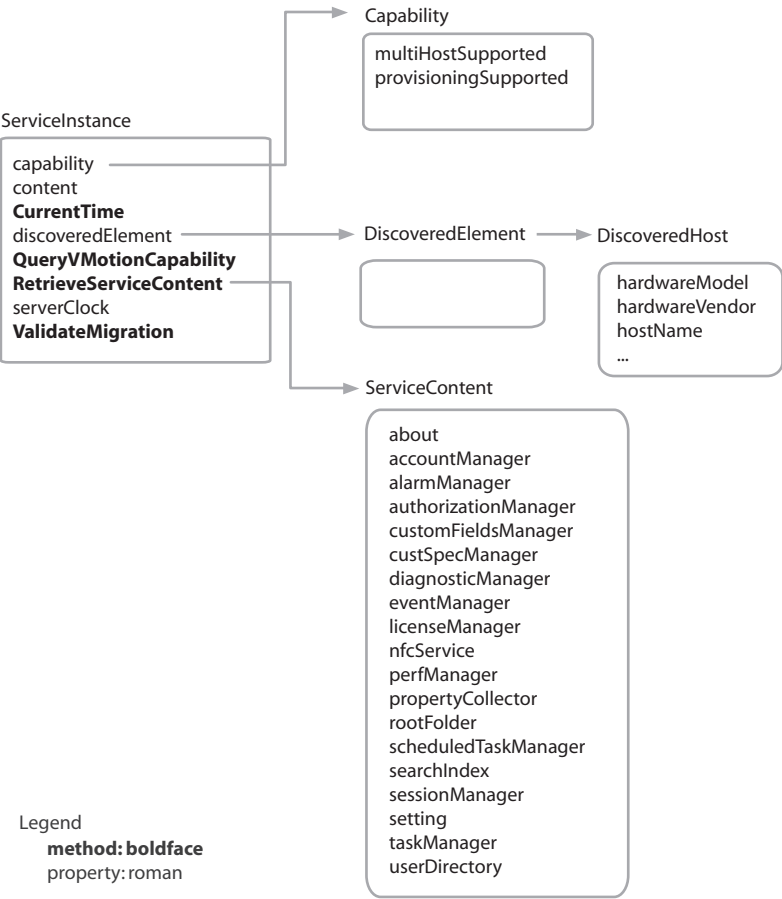 Capability
multiHostSupported
provisioningSupported
ServiceInstance
capability
content
CurrentTime
discoveredElement
QueryVMotionCapability
RetrieveServiceContent
serverClock
ValidateMigration
DiscoveredElement
DiscoveredHost
hardwareModel
hardwareVendor
hostName
...
ServiceContent
about
accountManager
alarmManager
authorizationManager
customFieldsManager
custSpecManager
diagnosticManager
eventManager
licenseManager
nfcService
perfManager
propertyCollector
rootFolder
scheduledTaskManager
searchIndex
sessionManager
setting
taskManager
userDirectory
Legend
method: boldface
property: roman